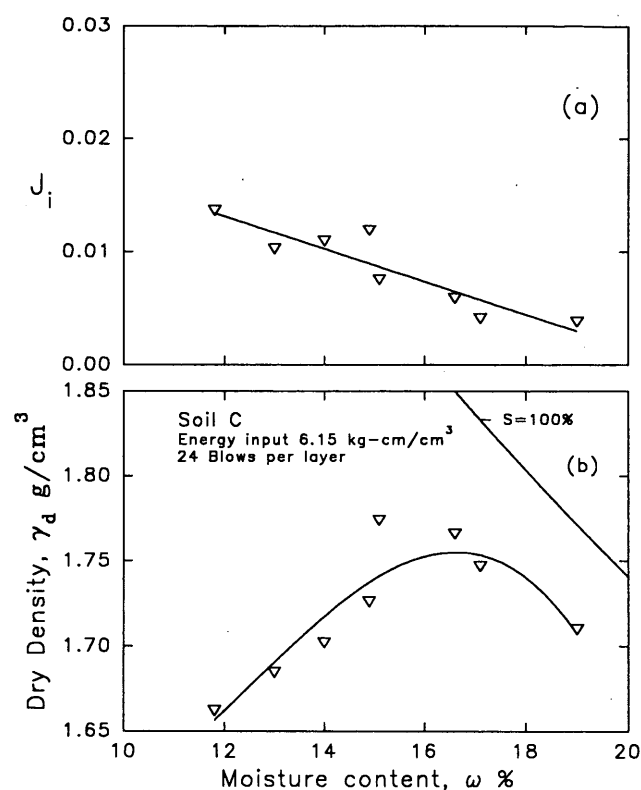 0.03
(a)
0.02
J_i
0.01
0.00
1.85
Soil C
S=100%
Energy input 6.15 kg-cm/cm³
24 Blows per layer
(b)
1.80
Dry Density, γ_d g/cm³
1.75
1.70
1.65
10 12 14 16 18 20
Moisture content, ω %